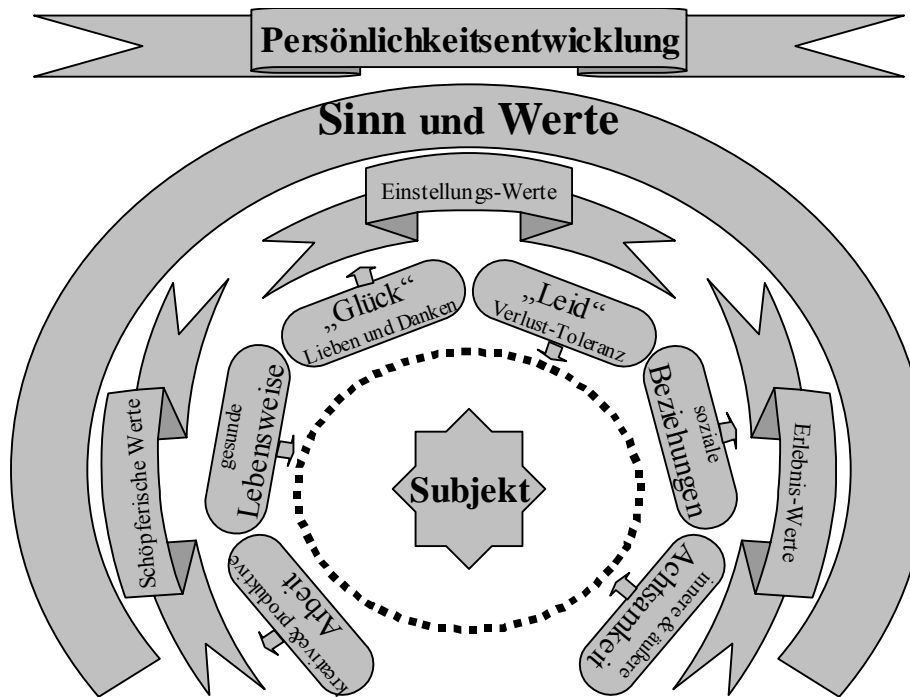 Persönlichkeitsentwicklung
Sinn und Werte
Einstellungs-Werte
„Glück“
Lieben und Danken
„Leid“
Verlust-Toleranz
gesunde
Lebensweise
soziale
Beziehungen
Schöpferische Werte
Erlebnis-Werte
Subjekt
Arbeit
kreative& produktive
Achtsamkeit
innere & äußere